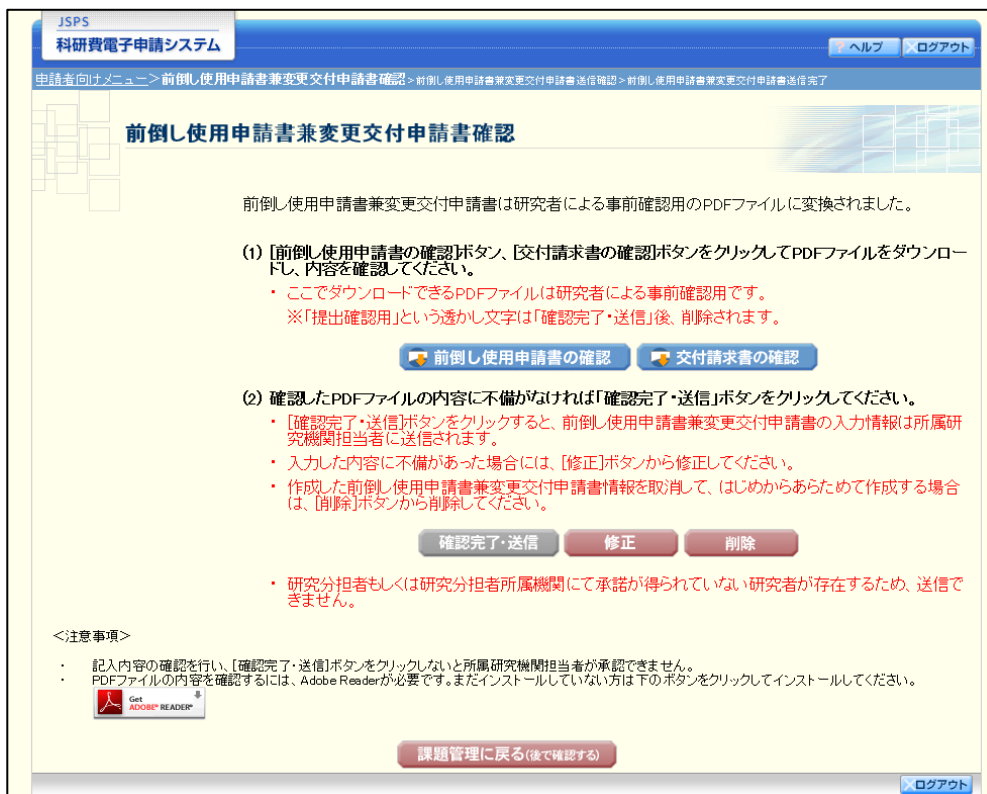 JSPS
科研費電子申請システム
? ヘルプ
×ログアウト
申請者向けメニュー>前倒し使用申請書兼変更交付申請書確認>前倒し使用申請書兼変更交付申請書送信確認>前倒し使用申請書兼変更交付申請書送信完了
前倒し使用申請書兼変更交付申請書確認
前倒し使用申請書兼変更交付申請書は研究者による事前確認用のPDFファイルに変換されました。
(1) [前倒し使用申請書の確認]ボタン、[交付請求書の確認]ボタンをクリックしてPDFファイルをダウンロー
ドし、内容を確認してください。
・ ここでダウンロードできるPDFファイルは研究者による事前確認用です。
※「提出確認用」という透かし文字は「確認完了・送信」後、削除されます。
前倒し使用申請書の確認
交付請求書の確認
(2) 確認したPDFファイルの内容に不備がなければ「確認完了・送信」ボタンをクリックしてください。
・ [確認完了・送信]ボタンをクリックすると、前倒し使用申請書兼変更交付申請書の入力情報は所属研
究機関担当者に送信されます。
・ 入力した内容に不備があった場合には、[修正]ボタンから修正してください。
・ 作成した前倒し使用申請書兼変更交付申請書情報を取消して、はじめからあらためて作成する場合
は、[削除]ボタンから削除してください。
確認完了・送信
修正
削除
・ 研究分担者もしくは研究分担者所属機関にて承諾が得られていない研究者が存在するため、送信で
きません。
<注意事項>
・ 記入内容の確認を行い、[確認完了・送信]ボタンをクリックしないと所属研究機関担当者が承認できません。
・ PDFファイルの内容を確認するには、Adobe Readerが必要です。まだインストールしていない方は下のボタンをクリックしてインストールしてください。
Get
ADOBE® READER®
課題管理に戻る(後で確認する)
×ログアウト